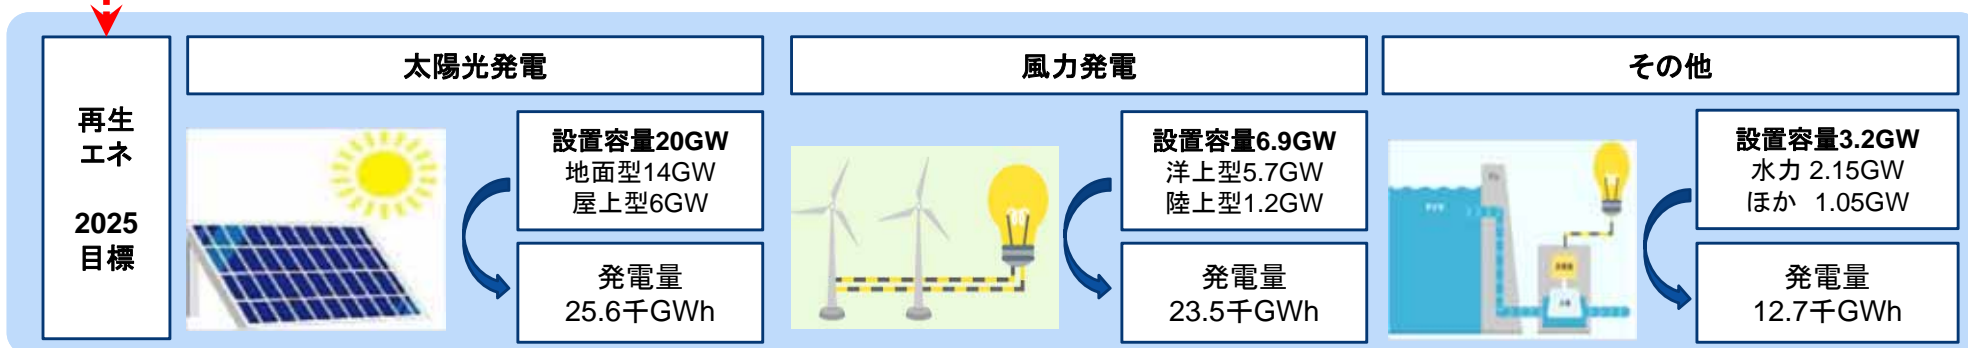 再生
エネ
2025
目標
太陽光発電
設置容量20GW
地面型14GW
屋上型6GW
発電量
25.6千GWh
風力発電
設置容量6.9GW
洋上型5.7GW
陸上型1.2GW
発電量
23.5千GWh
その他
設置容量3.2GW
水力 2.15GW
ほか 1.05GW
発電量
12.7千GWh